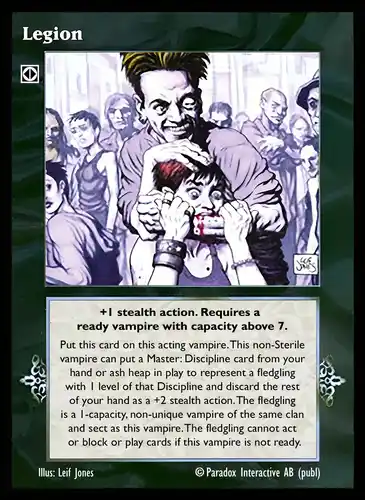 Legion
LEIF
JONES
+1 stealth action. Requires a
ready vampire with capacity above 7.
Put this card on this acting vampire. This non-Sterile
vampire can put a Master: Discipline card from your
hand or ash heap in play to represent a fledgling
with 1 level of that Discipline and discard the rest
of your hand as a +2 stealth action. The fledgling
is a 1-capacity, non-unique vampire of the same clan
and sect as this vampire. The fledgling cannot act
or block or play cards if this vampire is not ready.
Illus: Leif Jones © Paradox Interactive AB (publ)